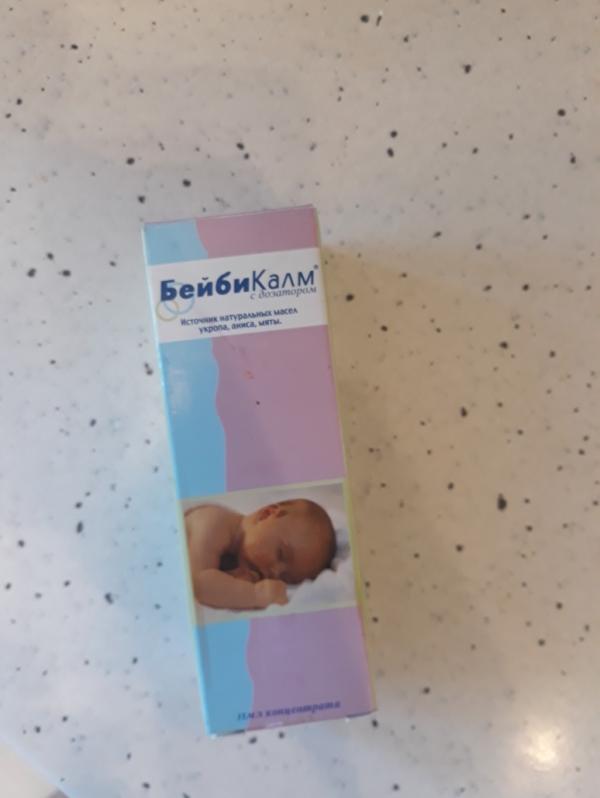 БейбиКалм®
с дозатором
Источник натуральных масел
укропа, аниса, мяты.
15мл концентрата